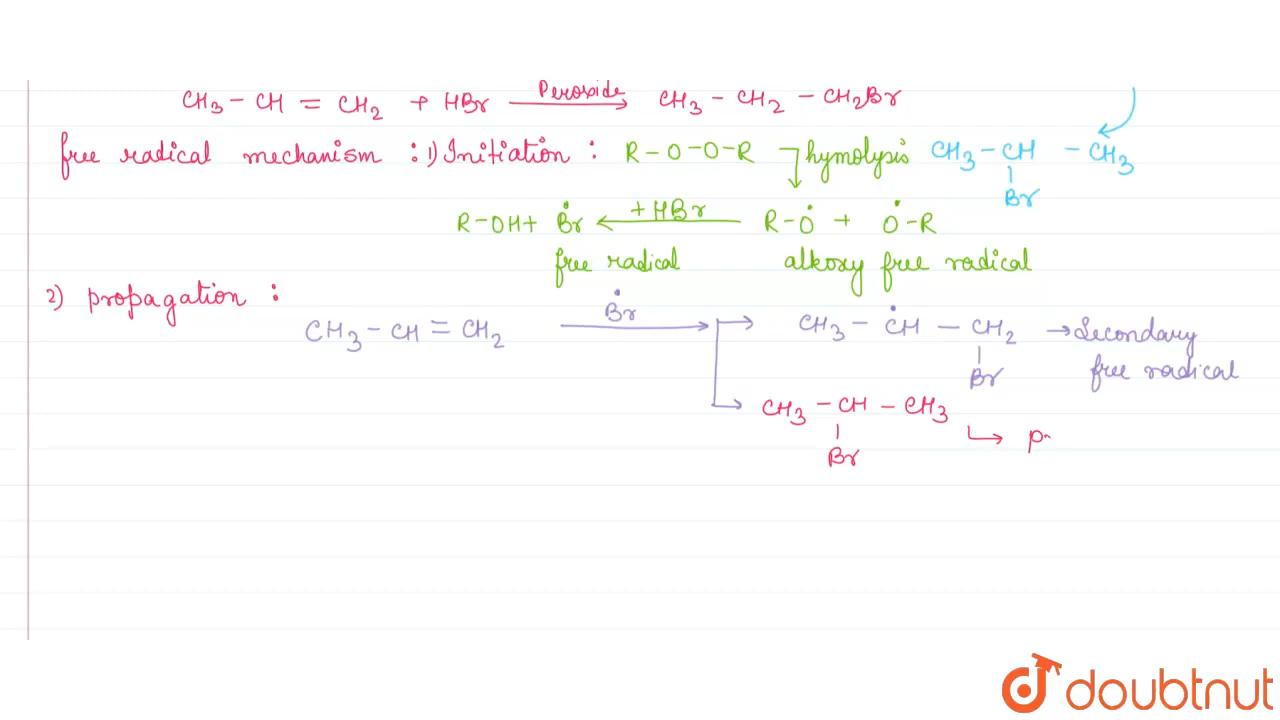 CH3 – CH = CH2 + HBr Peroxide → CH3 – CH2 – CH2Br
free radical mechanism : 1) Initiation : R – O – O – R hymolysis CH3 – CH – CH3
Br
R – OH + Ḃr ← + HBr R – Ȯ + Ȯ – R
free radical alkoxy free radical
2) propagation :
CH3 – CH = CH2 Ḃr → CH3 – ĊH – CH2 → Secondary
Br free radical
CH3 – CH – CH3
Br → p
doubtnut